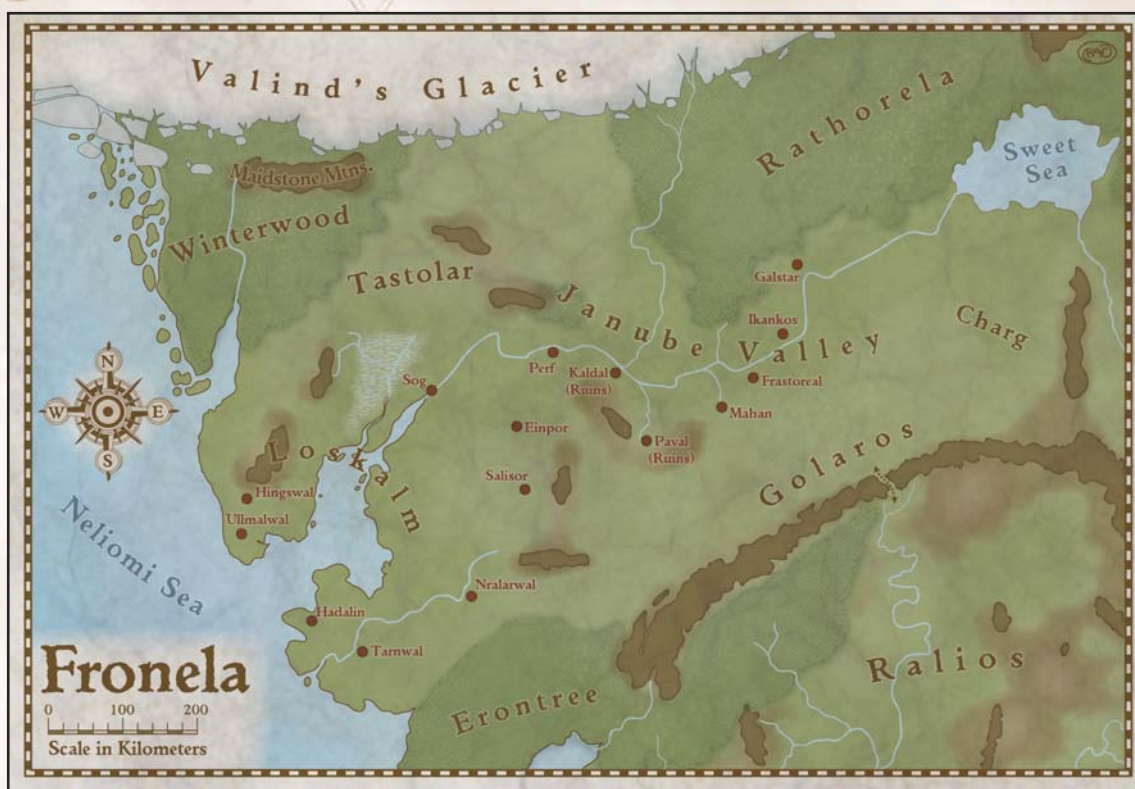 Valind's Glacier
Rathorela
Sweet
Sea
Maidstone Mtns.
Winterwood
Tastolar
Galstar
Janube Valley
Ikankos
Charg
Perf
Kaldal
(Ruins)
Frastoreal
Sog
Mahan
N
W
E
S
Einpor
Paval
(Ruins)
Loskalm
Golaros
Salisor
Hingswal
Ullmalwal
Neliomi Sea
Nralarwal
Hadalin
Tarnwal
Ralios
Erontree
Fronela
0 100 200
Scale in Kilometers